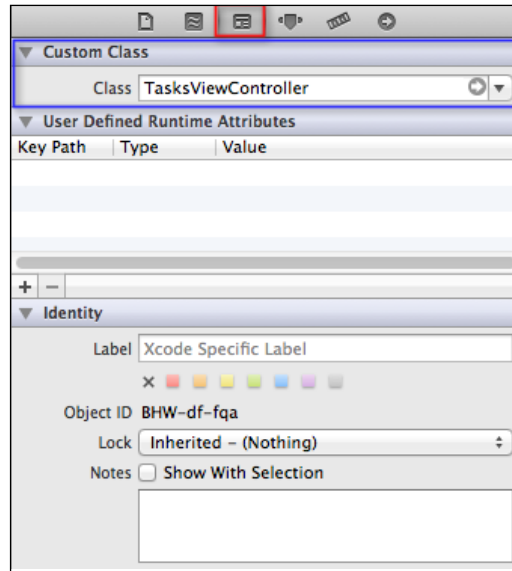 Custom Class
Class TasksViewController
User Defined Runtime Attributes
Key Path Type Value
Identity
Label Xcode Specific Label
Object ID BHW-df-fqa
Lock Inherited - (Nothing)
Notes Show With Selection